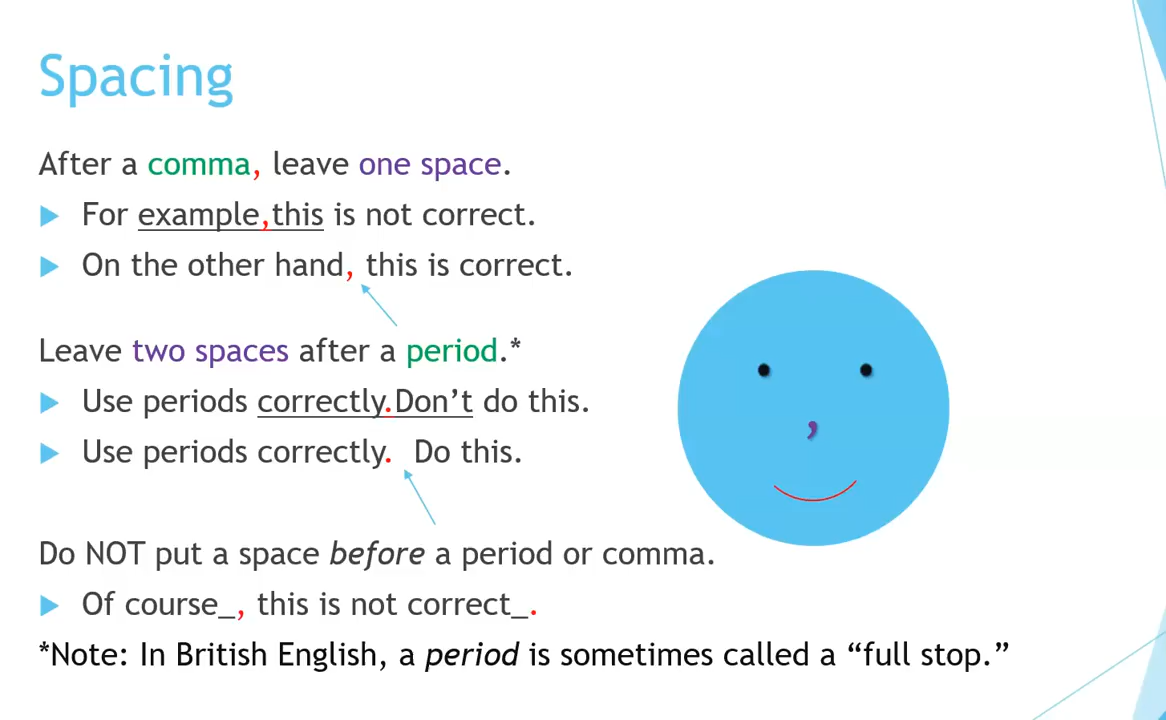 Spacing
After a comma, leave one space.
For example,this is not correct.
On the other hand, this is correct.
Leave two spaces after a period.*
Use periods correctly.Don’t do this.
Use periods correctly.  Do this.
Do NOT put a space before a period or comma.
Of course_, this is not correct_.
*Note: In British English, a period is sometimes called a “full stop.”